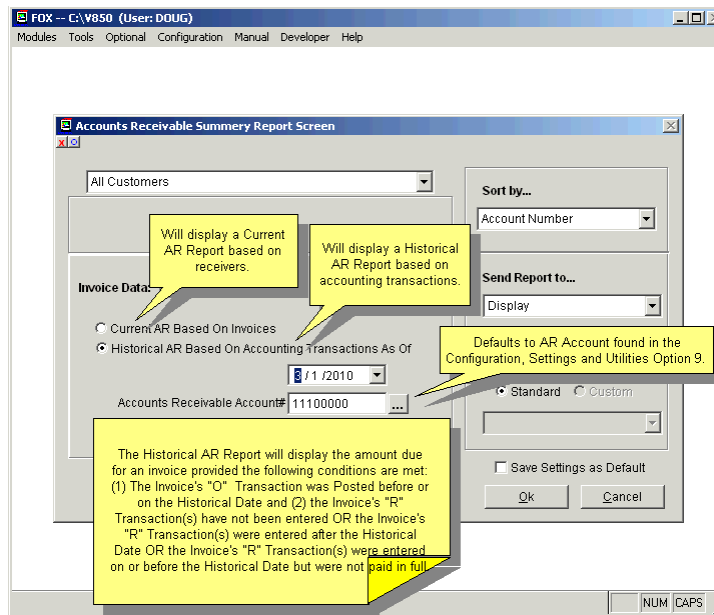 FOX -- C:\V850 (User: DOUG)
Modules Tools Optional Configuration Manual Developer Help
Accounts Receivable Summery Report Screen
All Customers
Sort by...
Account Number
Will display a Current
AR Report based on
receivers.
Will display a Historical
AR Report based on
accounting transactions.
Invoice Data:
Send Report to...
Display
Current AR Based On Invoices
Historical AR Based On Accounting Transactions As Of
Defaults to AR Account found in the
Configuration, Settings and Utilities Option 9.
3 / 1 /2010
Standard Custom
Accounts Receivable Account# 11100000 ...
The Historical AR Report will display the amount due
for an invoice provided the following conditions are met:
(1) The Invoice's "O" Transaction was Posted before or
on the Historical Date and (2) the Invoice's "R"
Transaction(s) have not been entered OR the Invoice's
"R" Transaction(s) were entered after the Historical
Date OR the Invoice's "R" Transaction(s) were entered
on or before the Historical Date but were not paid in full.
Save Settings as Default
Ok Cancel
NUM CAPS